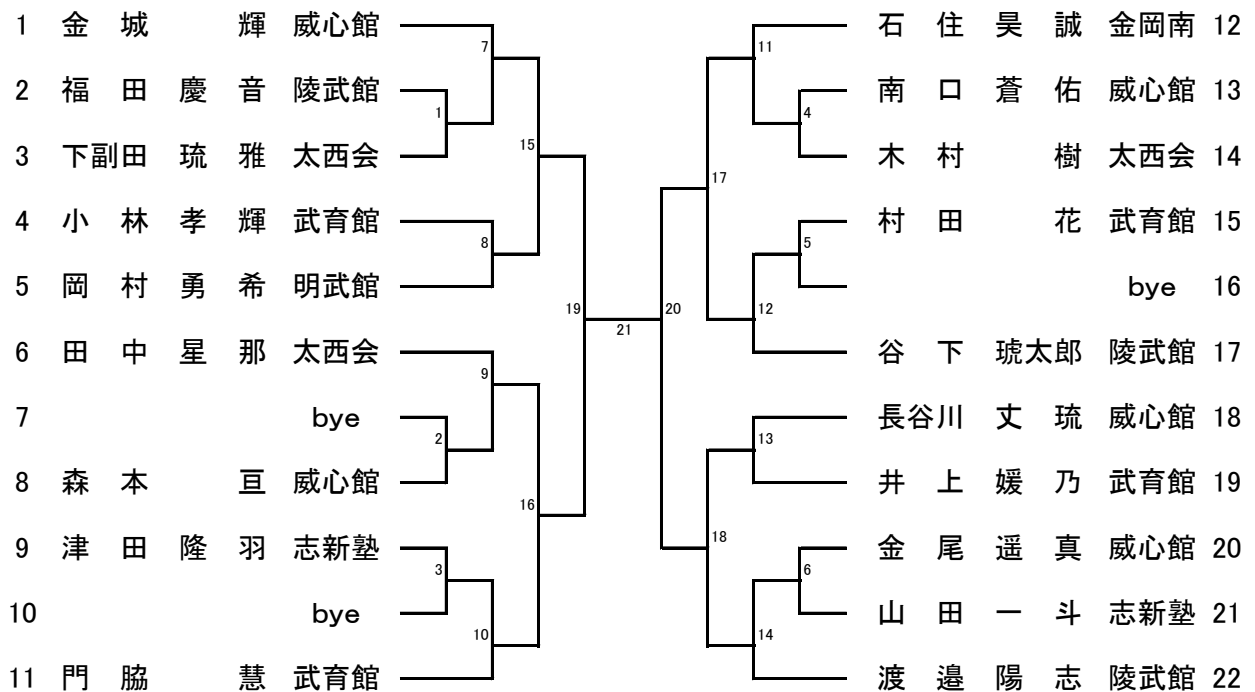 1 金城 輝 威心館
2 福田慶音 陵武館
3 下副田琉雅 太西会
4 小林孝輝 武育館
5 岡村勇希 明武館
6 田中星那 太西会
7 bye
8 森本 亘 威心館
9 津田隆羽 志新塾
10 bye
11 門脇 慧 武育館
7
1
15
8
19
9
2
16
3
10
21
20
11
4
17
5
12
13
18
6
14
石住昊誠 金岡南 12
南口蒼佑 威心館 13
木村 樹 太西会 14
村田 花 武育館 15
bye 16
谷下琥太郎 陵武館 17
長谷川丈琉 威心館 18
井上媛乃 武育館 19
金尾遥真 威心館 20
山田一斗 志新塾 21
渡邉陽志 陵武館 22